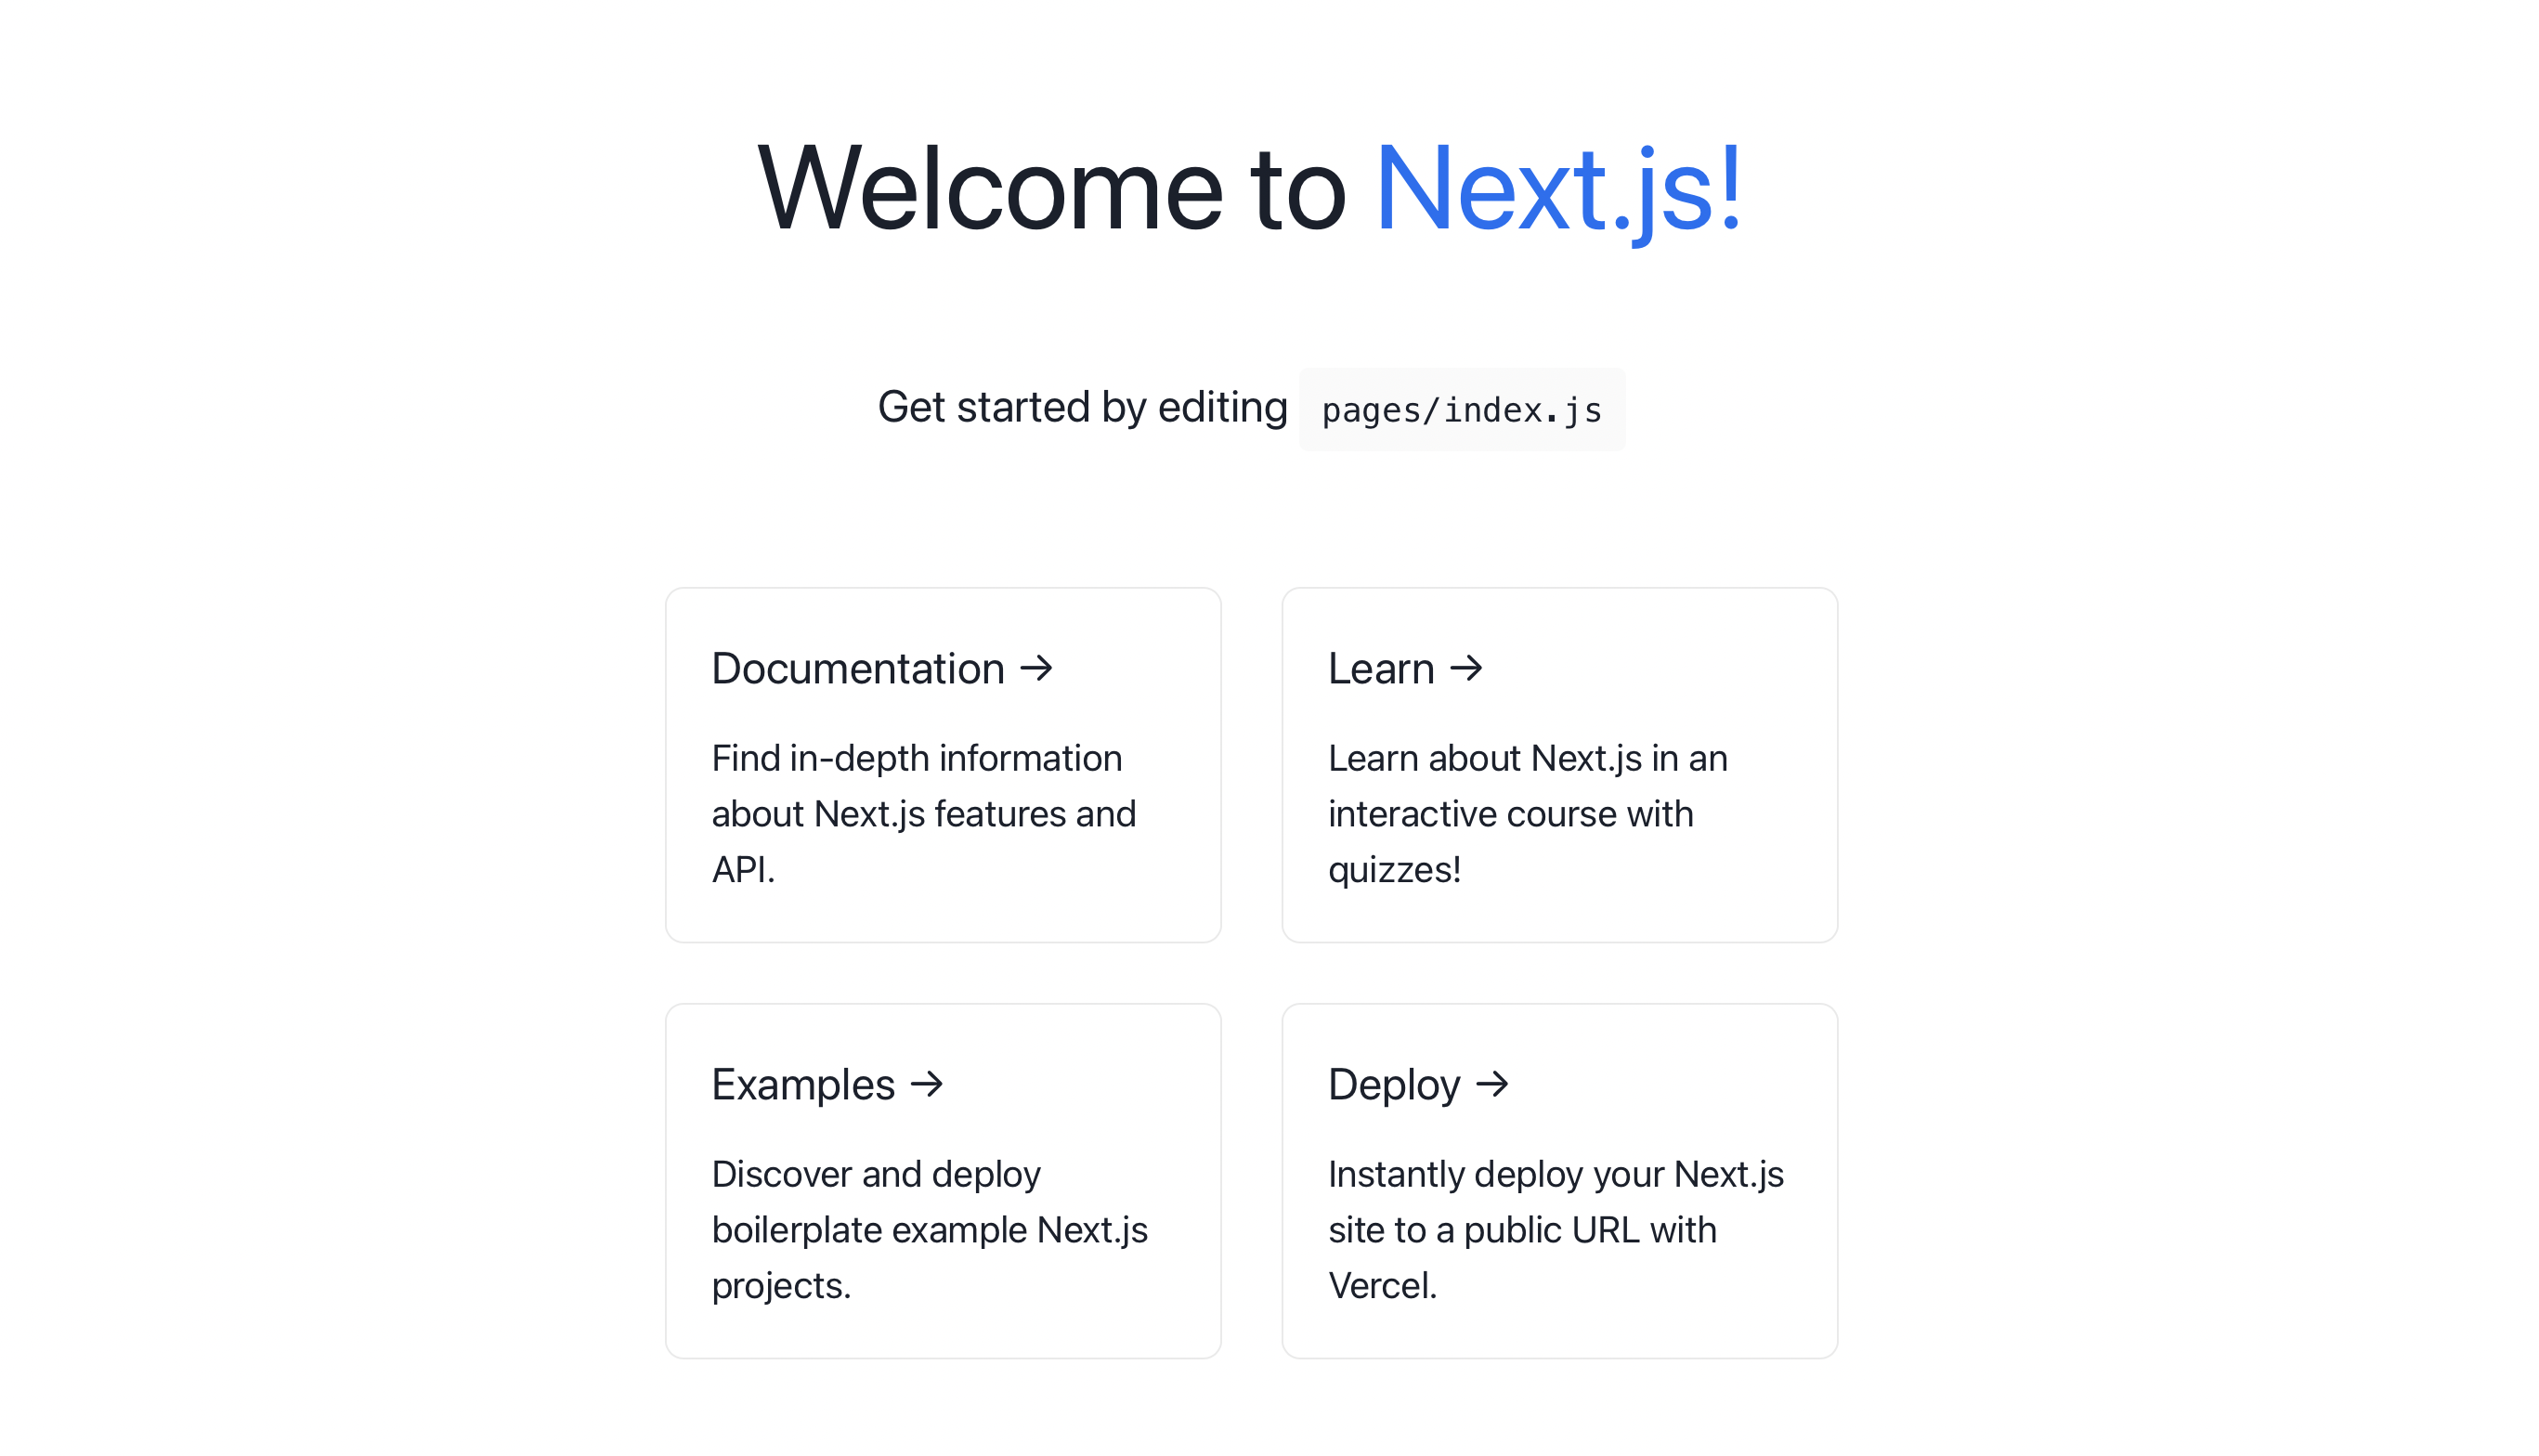 Welcome to Next.js!
Get started by editing pages/index.js
Documentation →
Find in-depth information
about Next.js features and
API.
Learn →
Learn about Next.js in an
interactive course with
quizzes!
Examples →
Discover and deploy
boilerplate example Next.js
projects.
Deploy →
Instantly deploy your Next.js
site to a public URL with
Vercel.